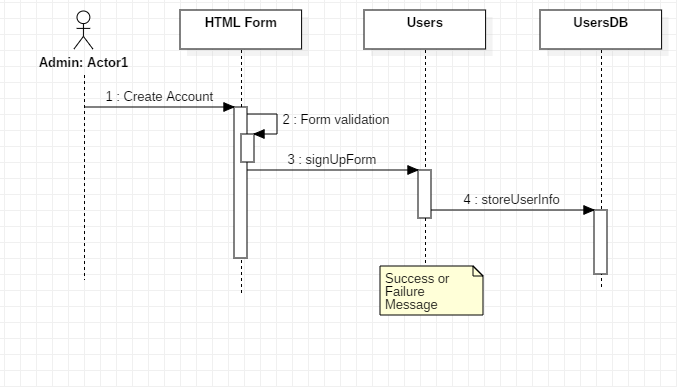 HTML Form
Users
UsersDB
Admin: Actor1
1 : Create Account
2 : Form validation
3 : signUpForm
4 : storeUserInfo
Success or
Failure
Message